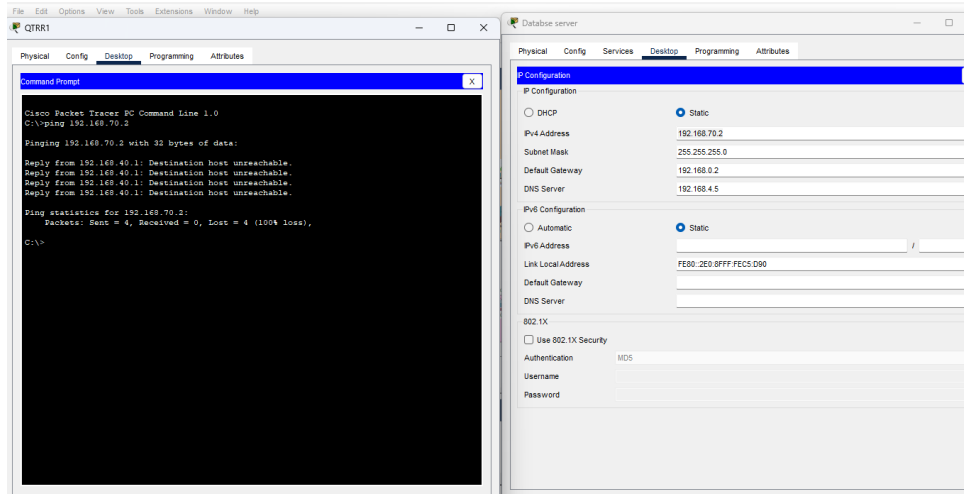 File Edit Options View Tools Extensions Window Help
QTRR1
Physical Config Desktop Programming Attributes
Command Prompt
X
Cisco Packet Tracer PC Command Line 1.0
C:\>ping 192.168.70.2
Pinging 192.168.70.2 with 32 bytes of data:
Reply from 192.168.40.1: Destination host unreachable.
Reply from 192.168.40.1: Destination host unreachable.
Reply from 192.168.40.1: Destination host unreachable.
Reply from 192.168.40.1: Destination host unreachable.
Ping statistics for 192.168.70.2:
Packets: Sent = 4, Received = 0, Lost = 4 (100% loss),
C:\>
Databse server
Physical Config Services Desktop Programming Attributes
IP Configuration
IP Configuration
DHCP Static
IPv4 Address 192.168.70.2
Subnet Mask 255.255.255.0
Default Gateway 192.168.0.2
DNS Server 192.168.4.5
IPv6 Configuration
Automatic Static
IPv6 Address /
Link Local Address FE80::2E0:8FFF:FEC5:D90
Default Gateway
DNS Server
802.1X
Use 802.1X Security
Authentication MD5
Username
Password